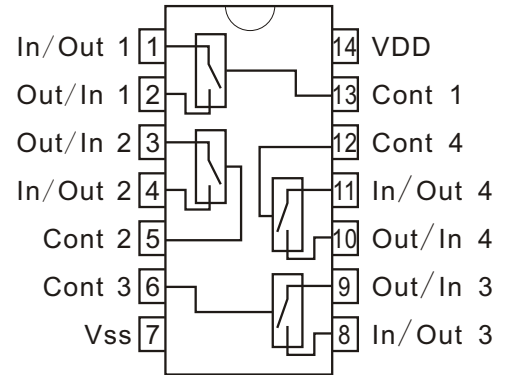 In/Out 1 1 14 VDD
Out/In 1 2 13 Cont 1
Out/In 2 3 12 Cont 4
In/Out 2 4 11 In/Out 4
Cont 2 5 10 Out/In 4
Cont 3 6 9 Out/In 3
Vss 7 8 In/Out 3